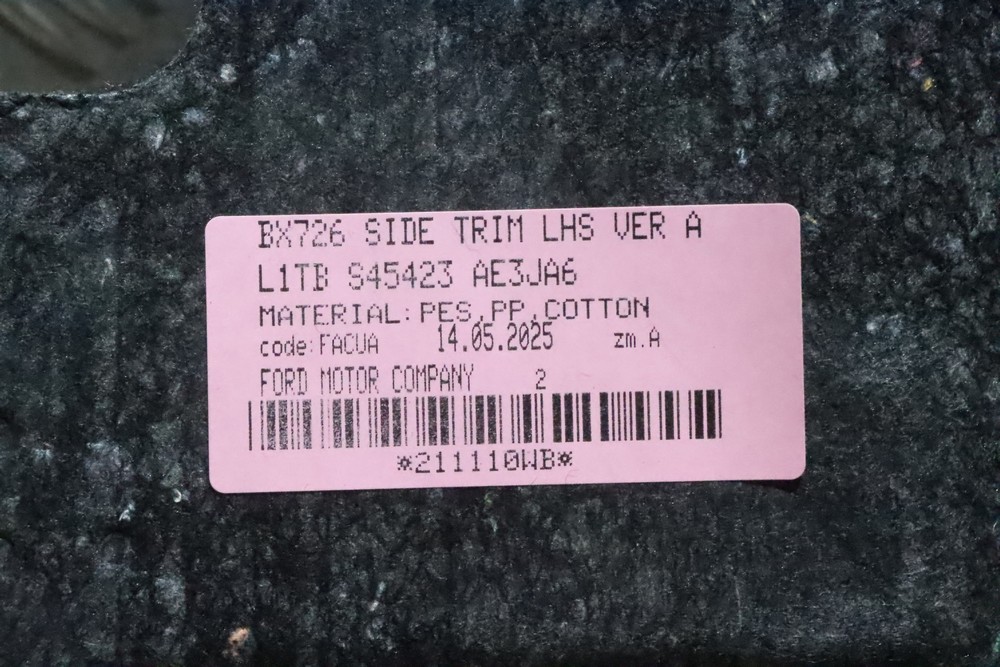 BX726 SIDE TRIM LHS VER A
L1TB S45423 AE3JA6
MATERIAL:PES,PP,COTTON
code:FACUA 14.05.2025 zm.A
FORD MOTOR COMPANY 2
*211110WB*